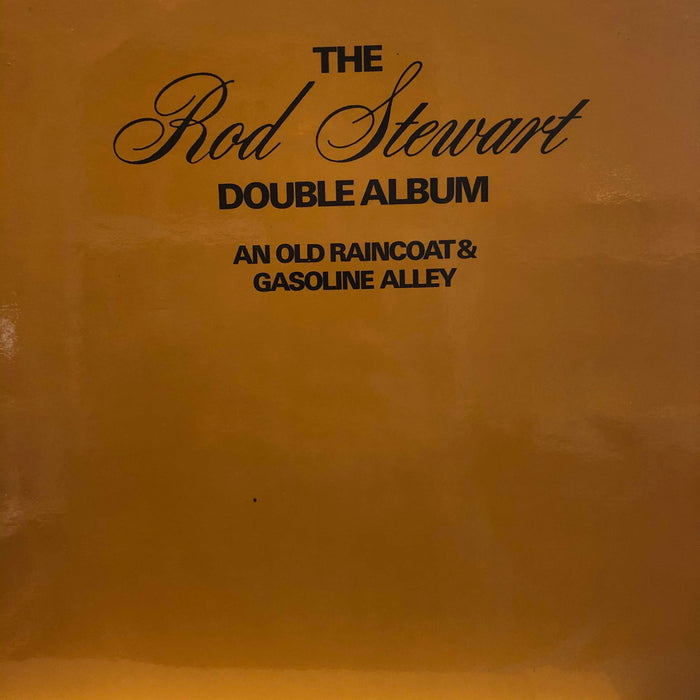 THE
Rod Stewart
DOUBLE ALBUM
AN OLD RAINCOAT &
GASOLINE ALLEY